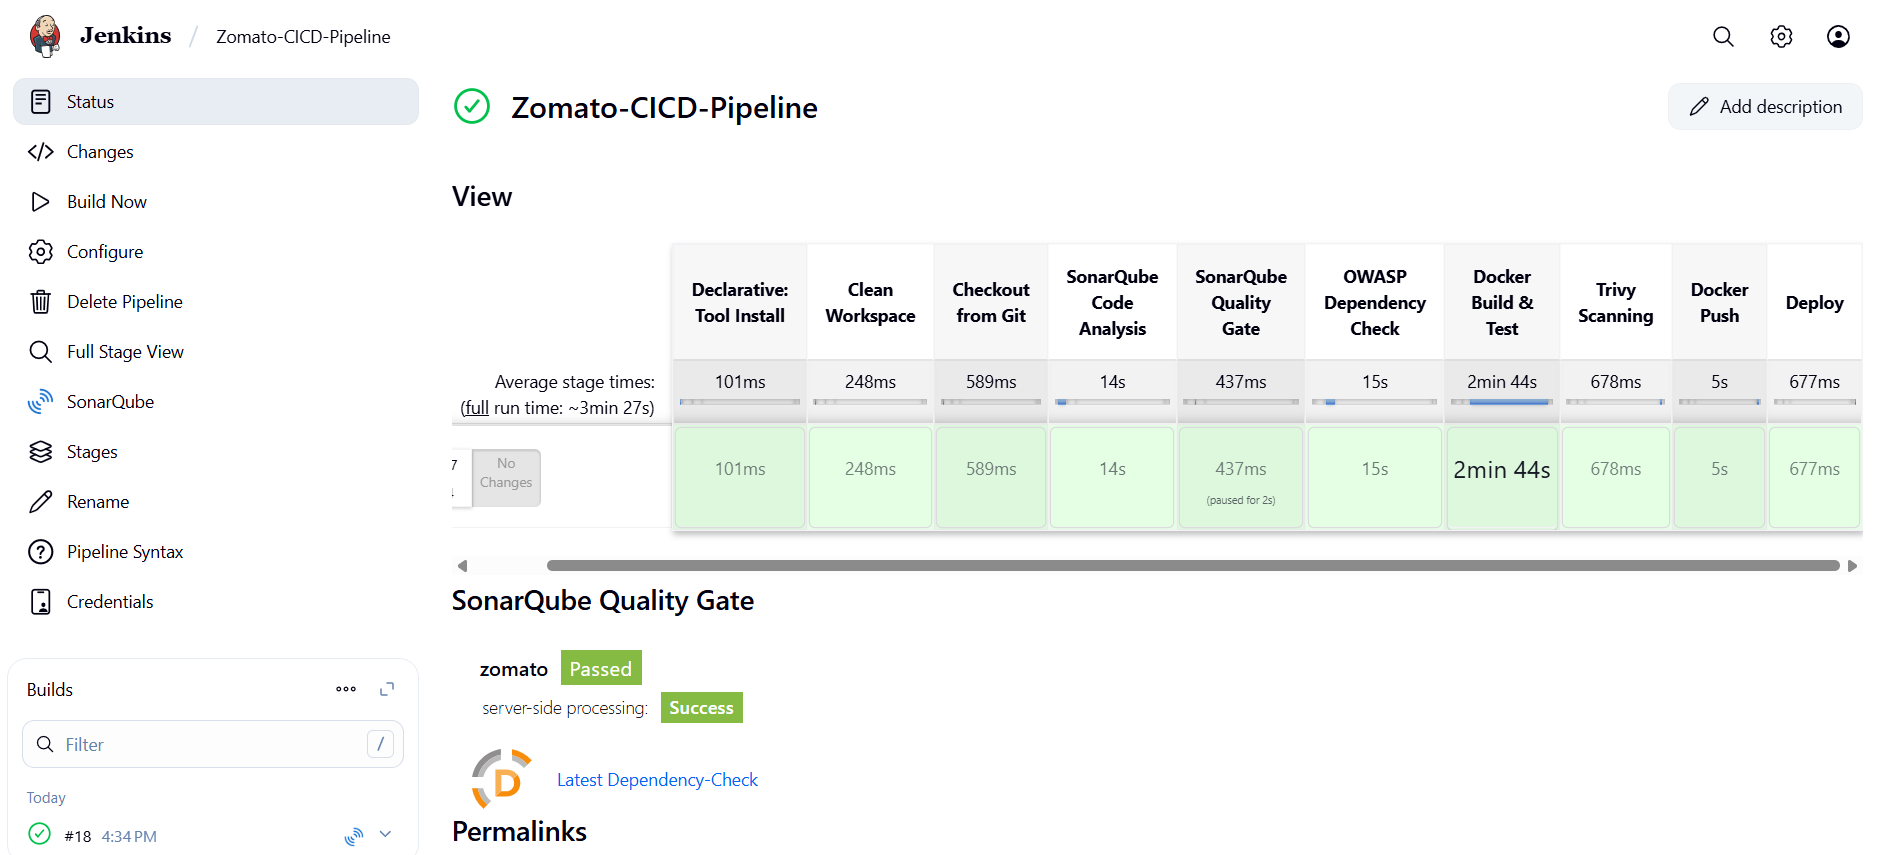 Jenkins / Zomato-CICD-Pipeline
Status
Changes
Build Now
Configure
Delete Pipeline
Full Stage View
SonarQube
Stages
Rename
Pipeline Syntax
Credentials
Builds
Filter /
Today
#18 4:34 PM
Zomato-CICD-Pipeline
Add description
View
Declarative: Tool Install
Clean Workspace
Checkout from Git
SonarQube Code Analysis
SonarQube Quality Gate
OWASP Dependency Check
Docker Build & Test
Trivy Scanning
Docker Push
Deploy
Average stage times:
(full run time: ~3min 27s)
101ms 248ms 589ms 14s 437ms 15s 2min 44s 678ms 5s 677ms
7
No Changes
101ms 248ms 589ms 14s 437ms 15s 2min 44s 678ms 5s 677ms
(paused for 2s)
SonarQube Quality Gate
zomato Passed
server-side processing: Success
D
Latest Dependency-Check
Permalinks